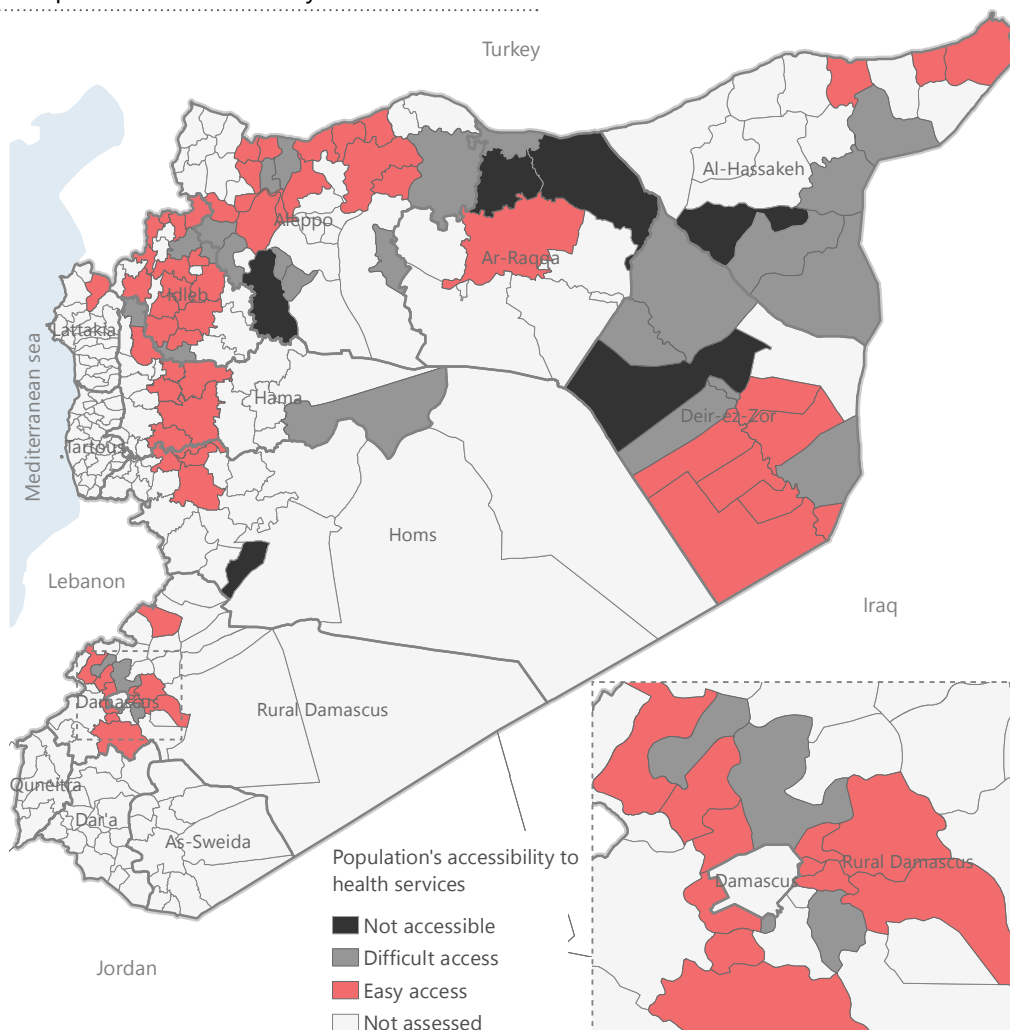 Turkey
Al-Hassakeh
Aleppo
Ar-Raqqa
Idleb
Lattakia
Mediterranean sea
Hama
Deir-ez-Zor
Tartous
Homs
Lebanon
Iraq
Damascus
Rural Damascus
Quneitra
Dar'a
As-Sweida
Population's accessibility to
health services
Not accessible
Difficult access
Easy access
Not assessed
Jordan
Rural Damascus
Damascus